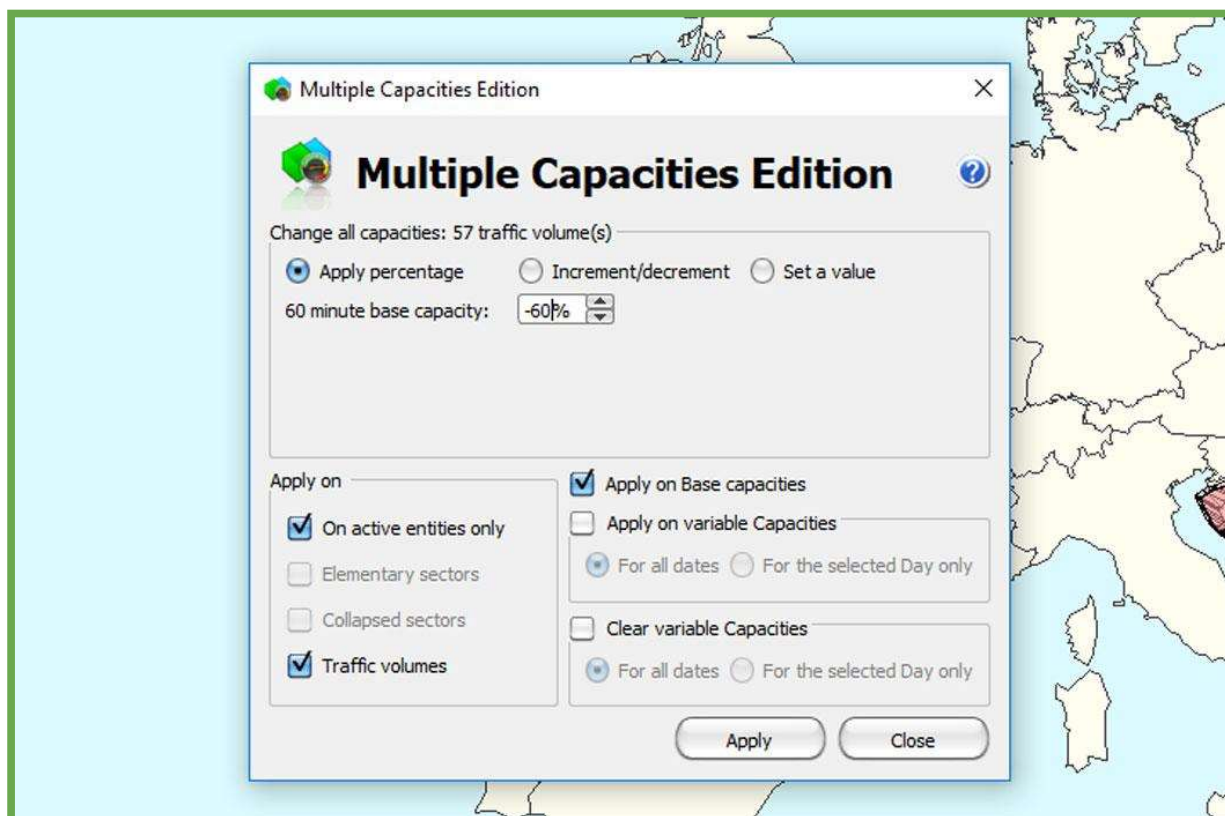 Multiple Capacities Edition
Multiple Capacities Edition
Change all capacities: 57 traffic volume(s)
Apply percentage Increment/decrement Set a value
60 minute base capacity: -60%
Apply on
On active entities only
Elementary sectors
Collapsed sectors
Traffic volumes
Apply on Base capacities
Apply on variable Capacities
For all dates For the selected Day only
Clear variable Capacities
For all dates For the selected Day only
Apply Close